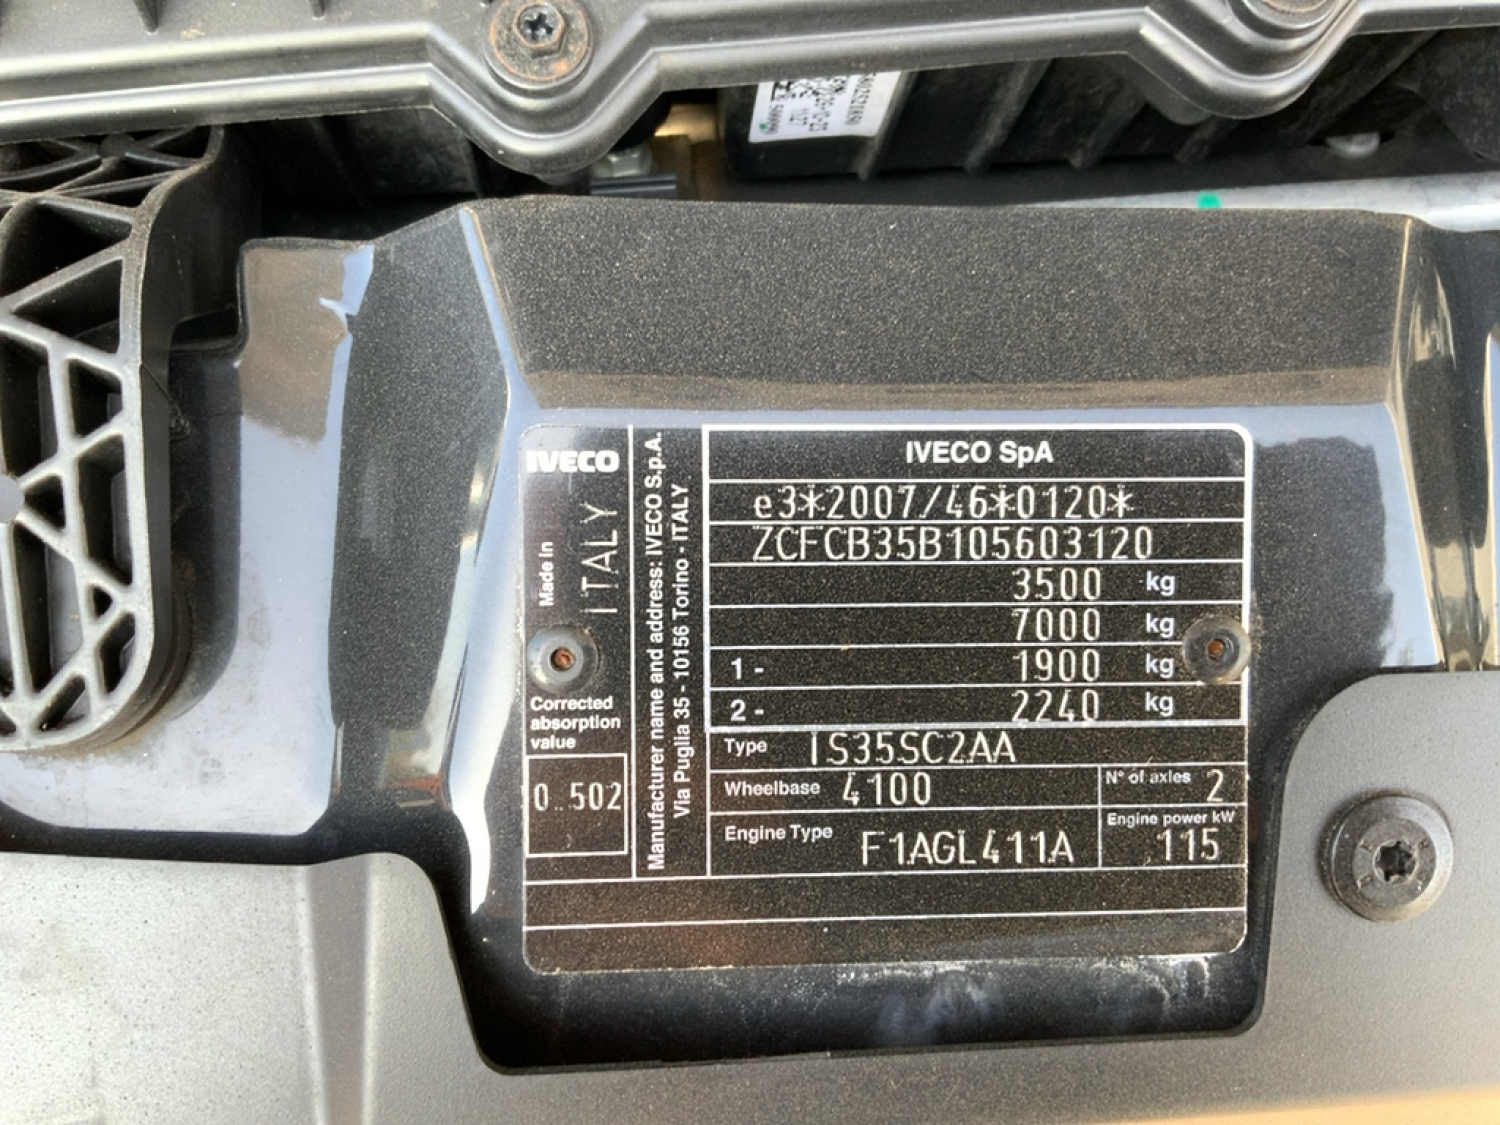 IVECO
Made in
ITALY
Corrected
absorption
value
0.502
Manufacturer name and address: IVECO S.p.A.
Via Puglia 35 - 10156 Torino - ITALY
IVECO SpA
e3*2007/46*0120*
ZCFCB35B105603120
3500 kg
7000 kg
1- 1900 kg
2- 2240 kg
Type IS35SC2AA
Wheelbase 4100
N° of axles 2
Engine Type F1AGL411A
Engine power kW 115